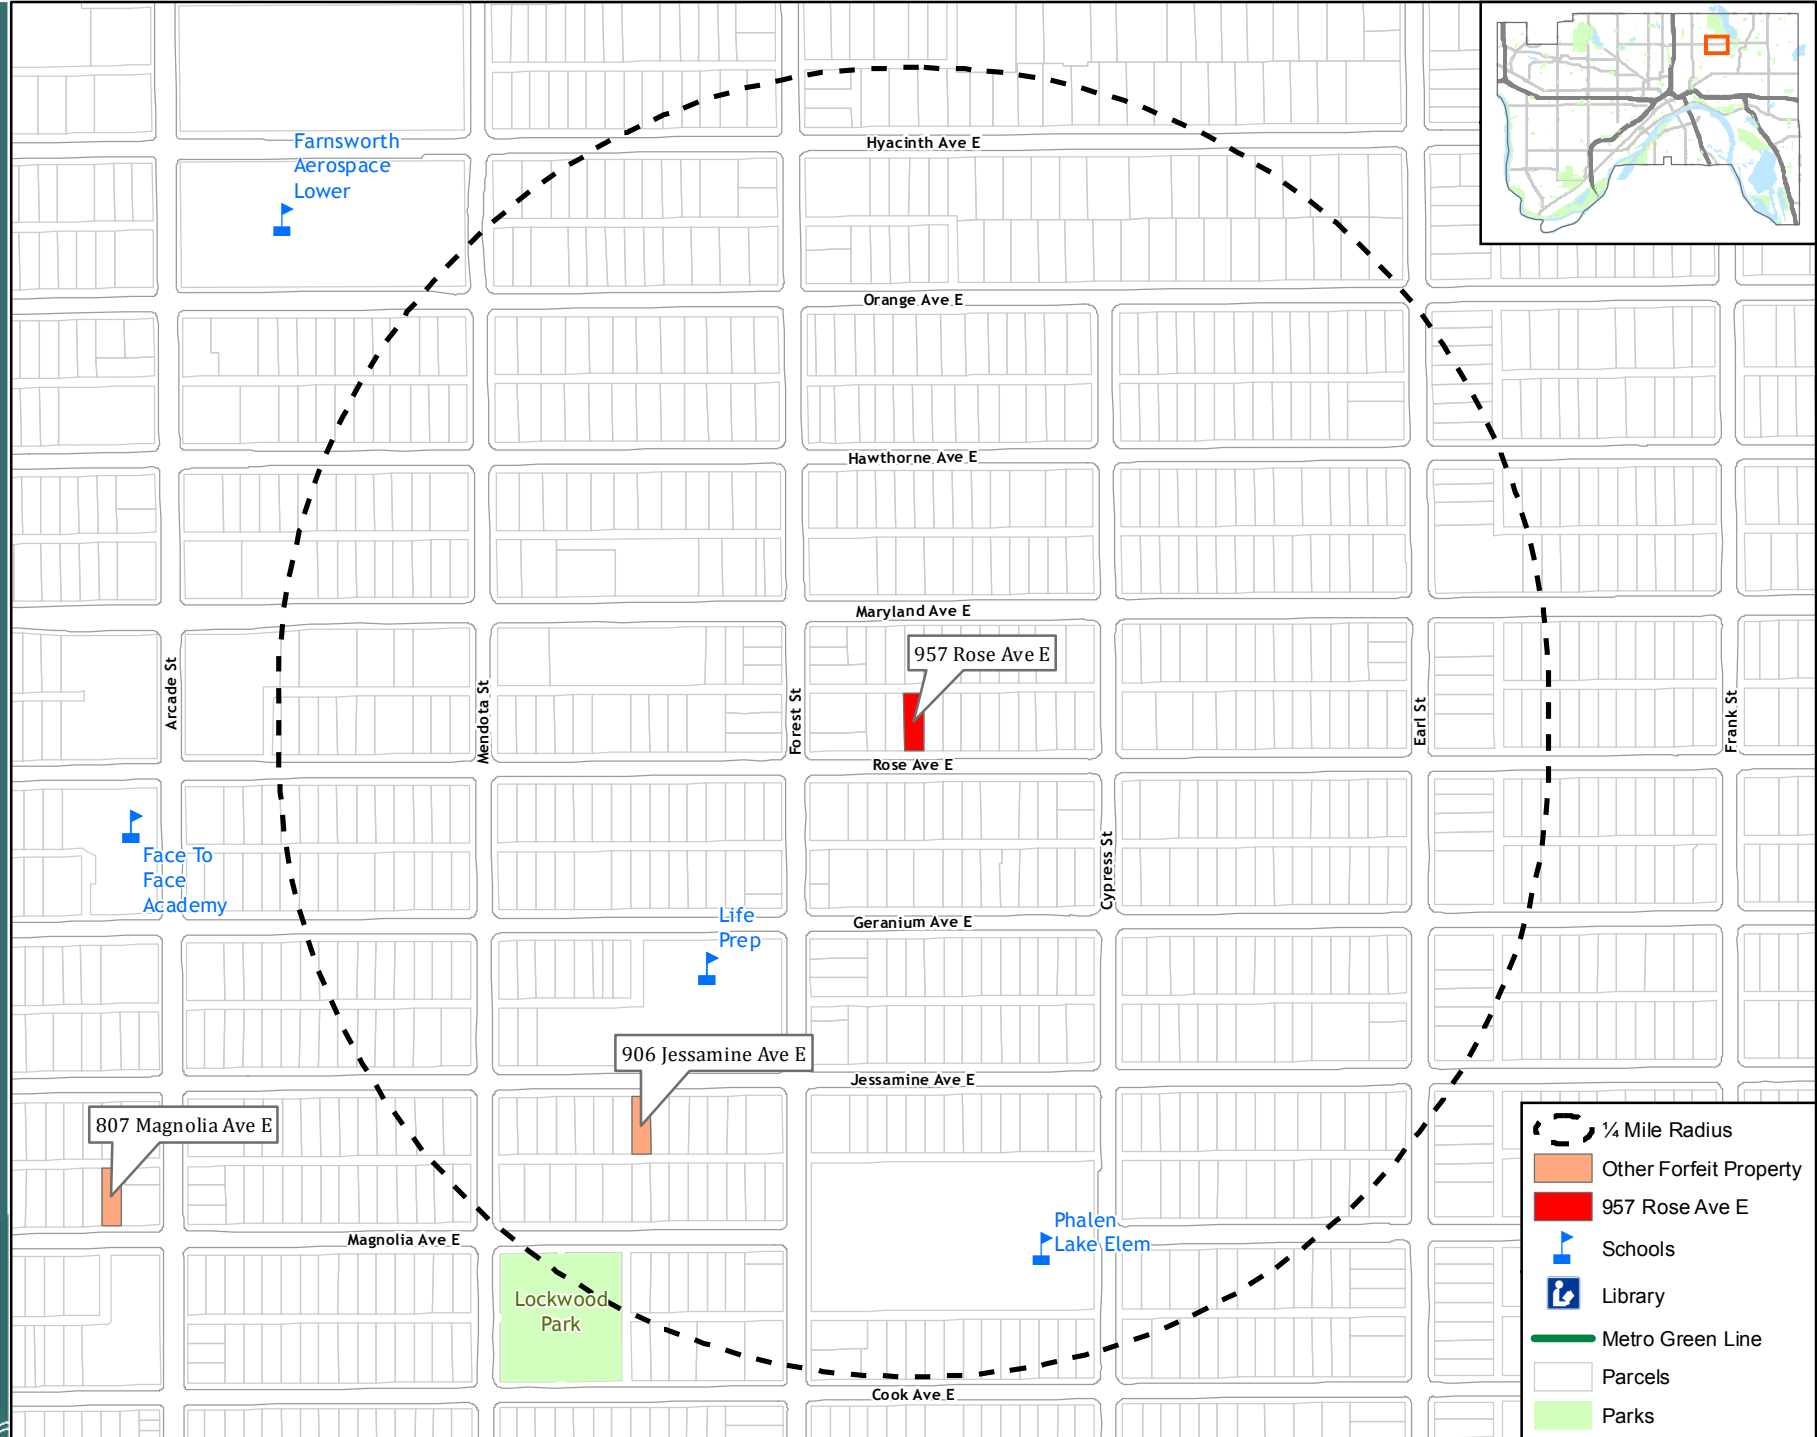 Farnsworth
Aerospace
Lower
Hyacinth Ave E
Orange Ave E
Hawthorne Ave E
Maryland Ave E
957 Rose Ave E
Arcade St
Mendota St
Forest St
Earl St
Frank St
Rose Ave E
Face To
Face
Academy
Cypress St
Life
Prep
Geranium Ave E
906 Jessamine Ave E
Jessamine Ave E
807 Magnolia Ave E
Phalen
Lake Elem
Magnolia Ave E
Lockwood
Park
Cook Ave E
¼ Mile Radius
Other Forfeit Property
957 Rose Ave E
Schools
Library
Metro Green Line
Parcels
Parks